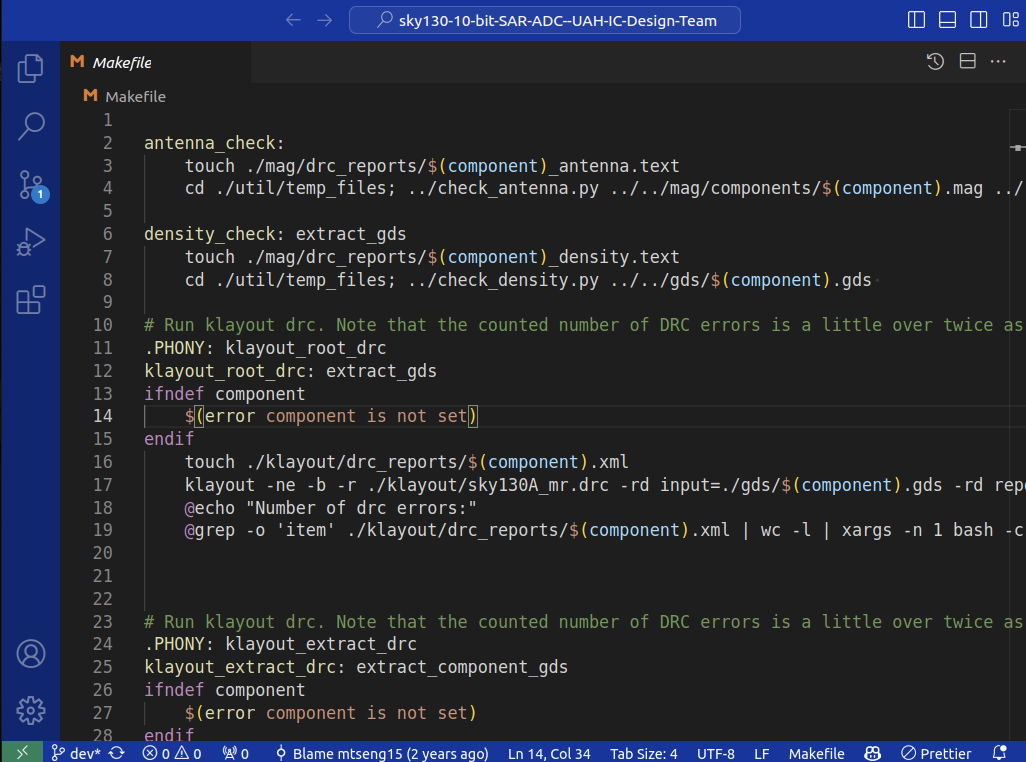 sky130-10-bit-SAR-ADC--UAH-IC-Design-Team
Makefile
Makefile
1
2 antenna_check:
3 touch ./mag/drc_reports/$(component)_antenna.text
4 cd ./util/temp_files; ../check_antenna.py ../../mag/components/$(component).mag ../
5
6 density_check: extract_gds
7 touch ./mag/drc_reports/$(component)_density.text
8 cd ./util/temp_files; ../check_density.py ../../gds/$(component).gds
9
10 # Run klayout drc. Note that the counted number of DRC errors is a little over twice as
11 .PHONY: klayout_root_drc
12 klayout_root_drc: extract_gds
13 ifndef component
14 $(error component is not set)
15 endif
16 touch ./klayout/drc_reports/$(component).xml
17 klayout -ne -b -r ./klayout/sky130A_mr.drc -rd input=./gds/$(component).gds -rd repo
18 @echo "Number of drc errors:"
19 @grep -o 'item' ./klayout/drc_reports/$(component).xml | wc -l | xargs -n 1 bash -c
20
21
22
23 # Run klayout drc. Note that the counted number of DRC errors is a little over twice as
24 .PHONY: klayout_extract_drc
25 klayout_extract_drc: extract_component_gds
26 ifndef component
27 $(error component is not set)
28 endif
1
dev* 0 0 0 Blame mtseng15 (2 years ago) Ln 14, Col 34 Tab Size: 4 UTF-8 LF Makefile Prettier